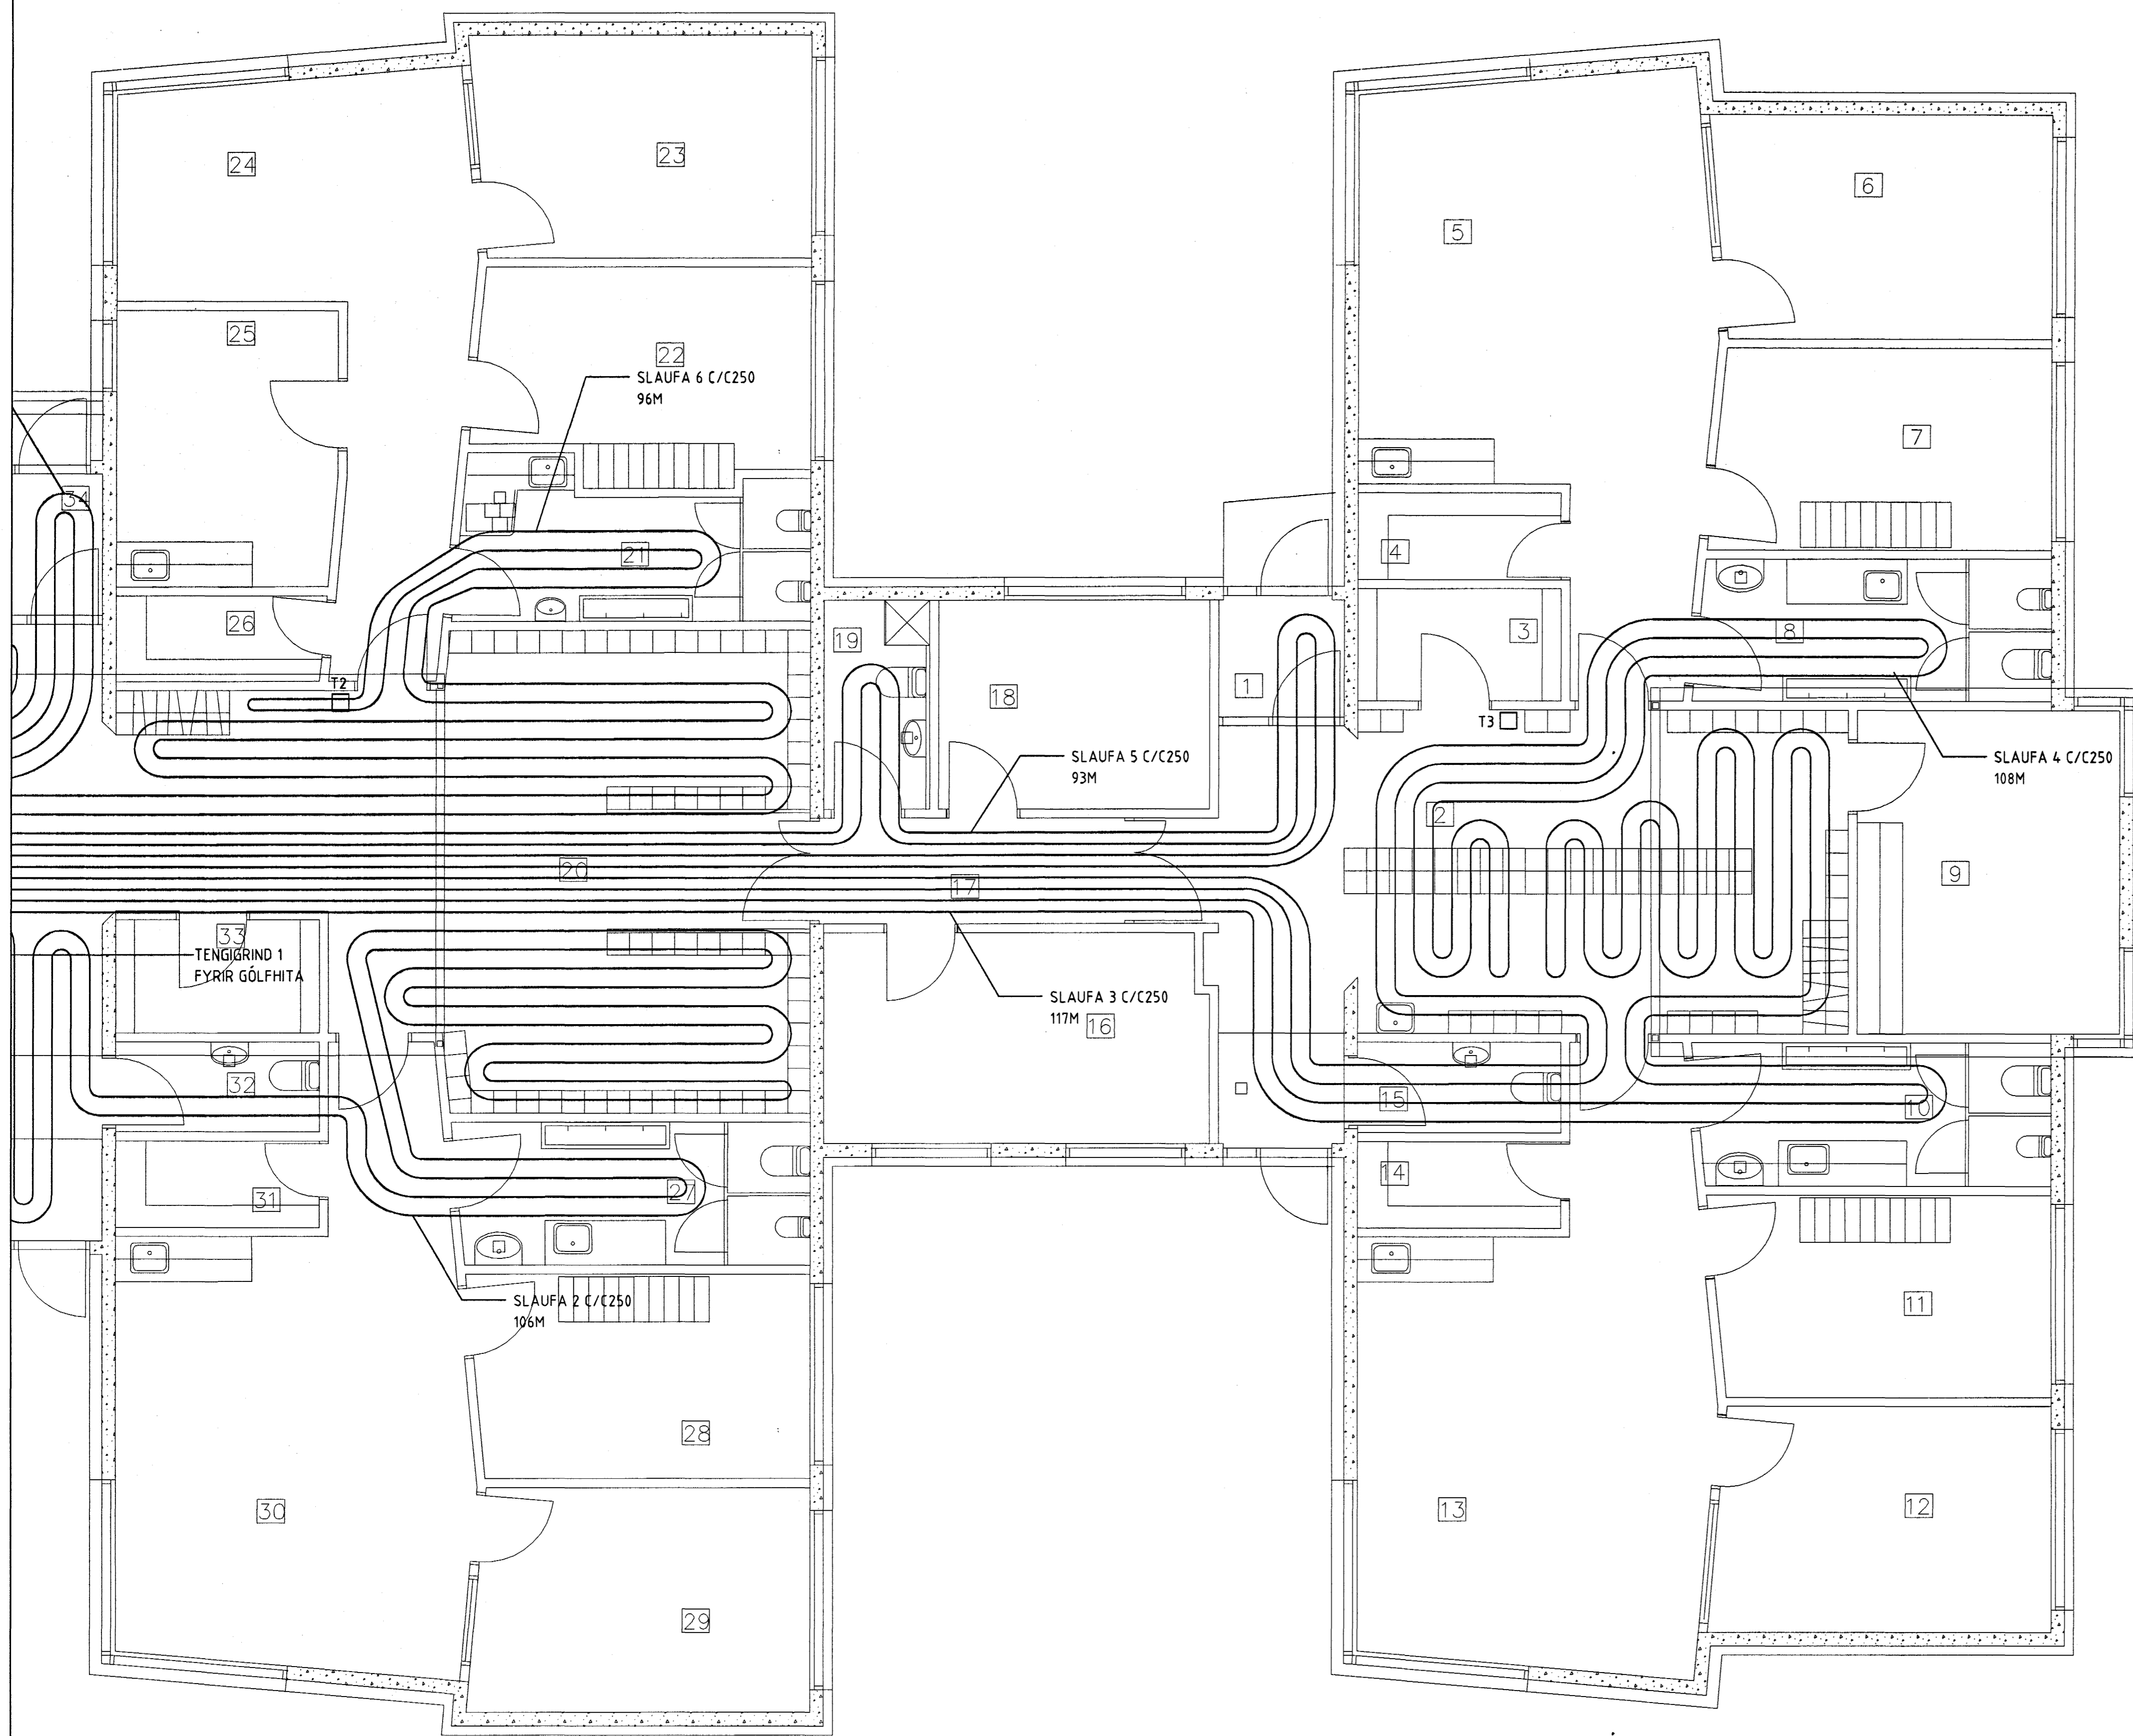 24
23
6
5
25
22
SLAUFA 6 C/C250
96M
7
34
21
4
26
19
3
8
T2
18
1
T3
SLAUFA 5 C/C250
93M
SLAUFA 4 C/C250
108M
2
20
17
9
33
TENGIGRIND 1
FYRIR GÓLFHITA
SLAUFA 3 C/C250
117M
16
32
15
10
31
27
14
SLAUFA 2 C/C250
106M
11
28
30
13
12
29